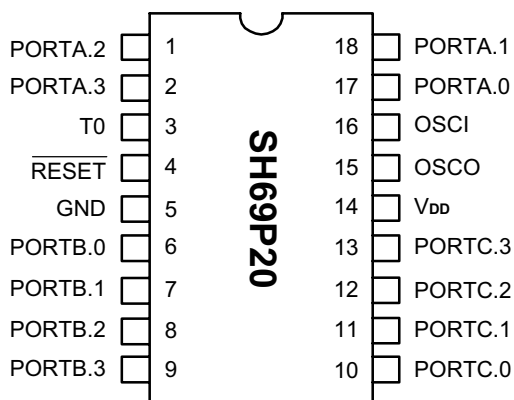 PORTA.2 1 18 PORTA.1
PORTA.3 2 17 PORTA.0
T0 3 16 OSCI
RESET 4 15 OSCO
GND 5 14 VDD
PORTB.0 6 13 PORTC.3
PORTB.1 7 12 PORTC.2
PORTB.2 8 11 PORTC.1
PORTB.3 9 10 PORTC.0
SH69P20